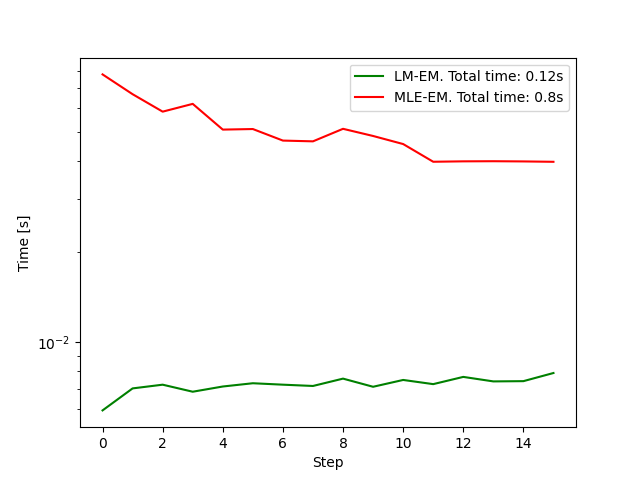 LM-EM. Total time: 0.12s
MLE-EM. Total time: 0.8s
Time [s]
10⁻²
0 2 4 6 8 10 12 14
Step